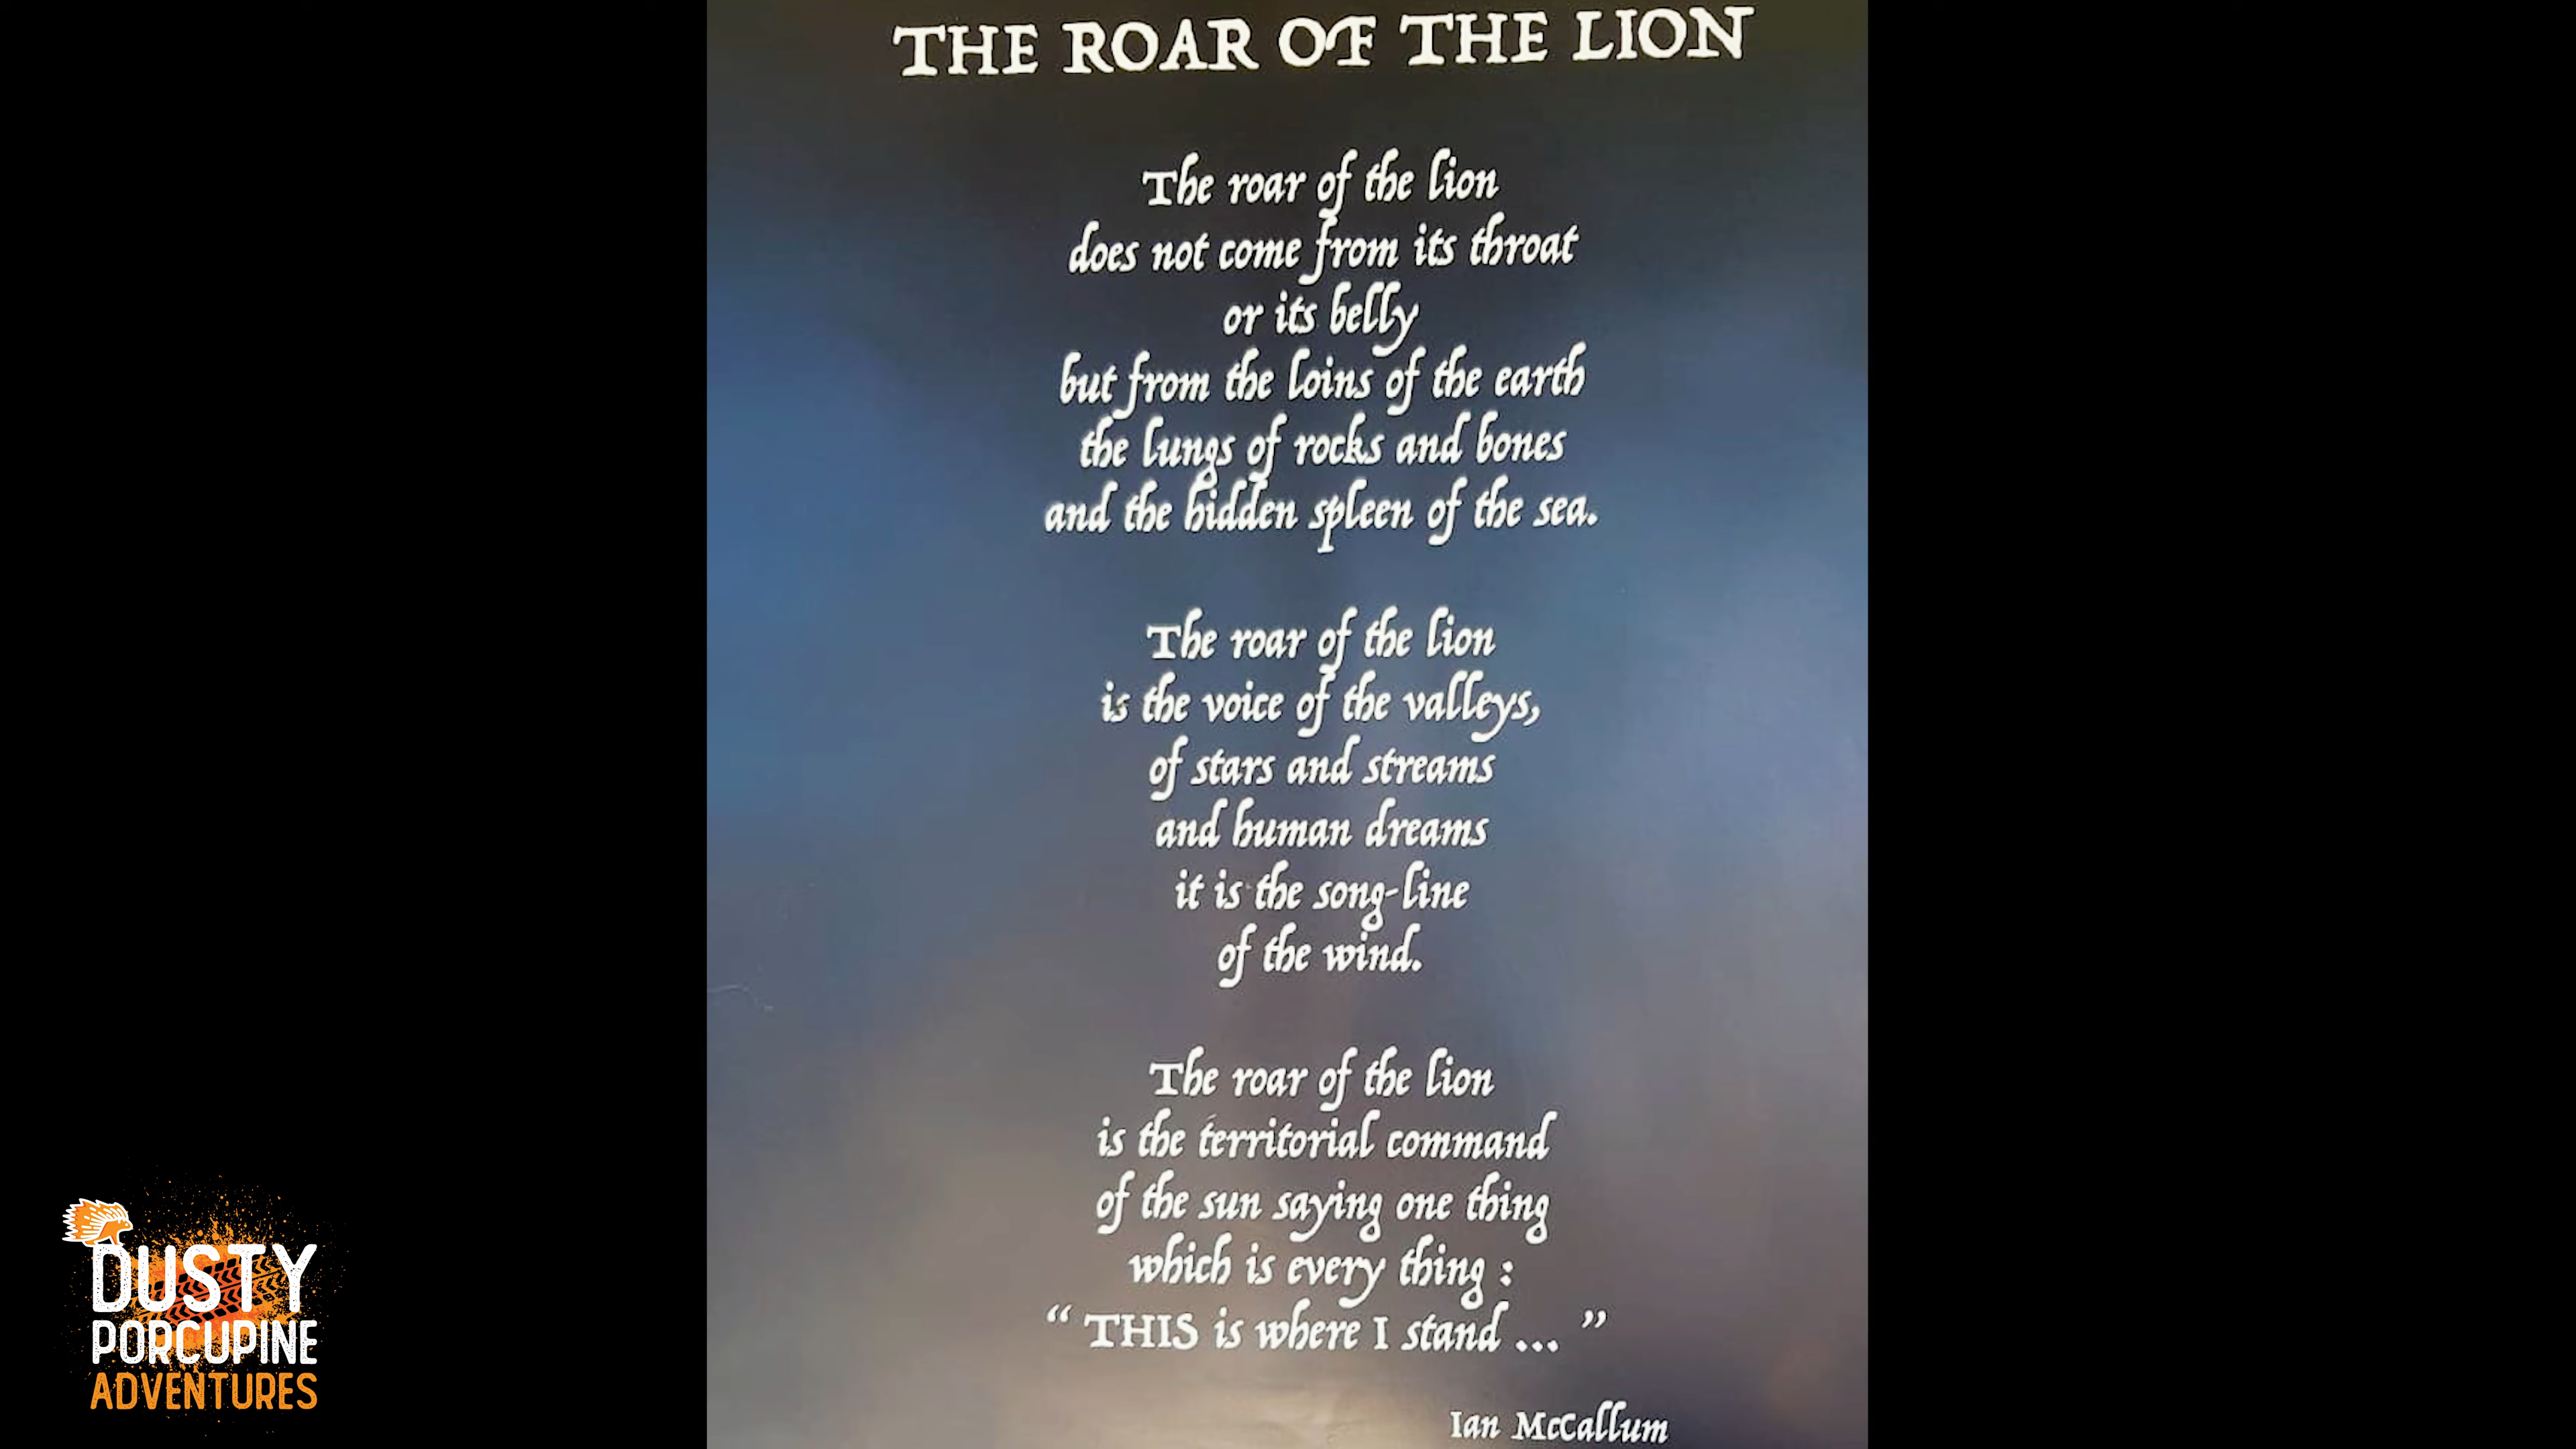 THE ROAR OF THE LION
The roar of the lion
does not come from its throat
or its belly
but from the loins of the earth
the lungs of rocks and bones
and the hidden spleen of the sea.
The roar of the lion
is the voice of the valleys,
of stars and streams
and human dreams
it is the song-line
of the wind.
The roar of the lion
is the territorial command
of the sun saying one thing
which is every thing :
“ THIS is where I stand ... ”
Ian McCallum
DUSTY
PORCUPINE
ADVENTURES